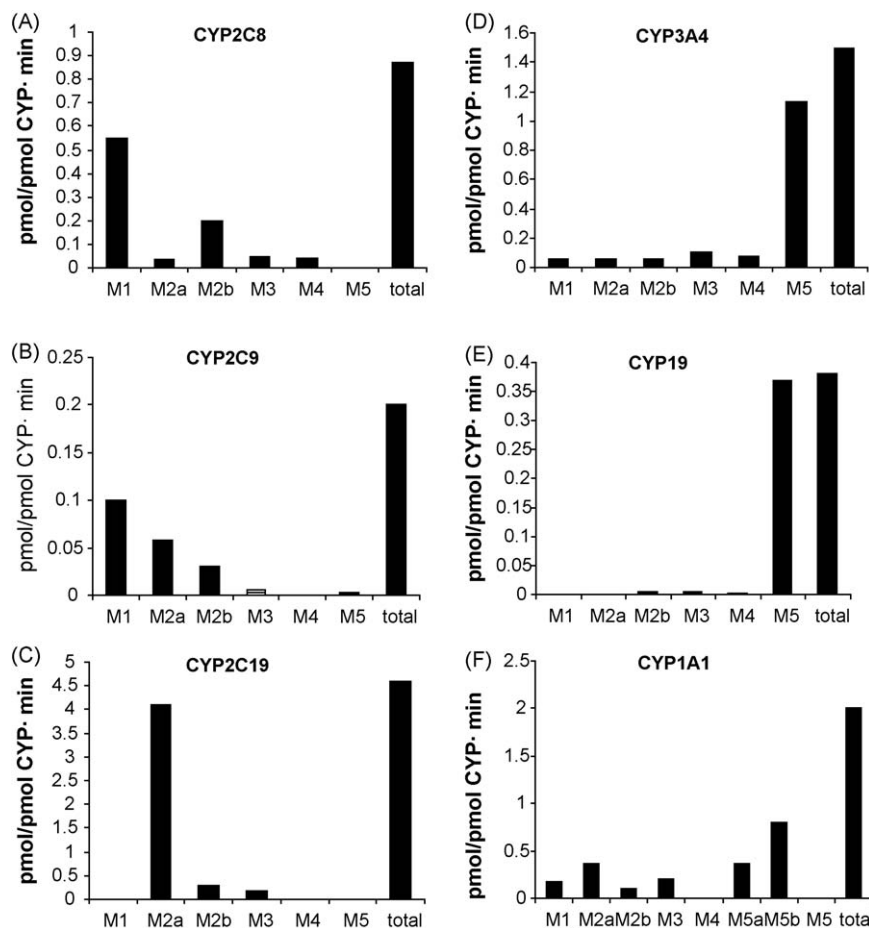 (A)
CYP2C8
pmol/pmol CYP· min
1
0.9
0.8
0.7
0.6
0.5
0.4
0.3
0.2
0.1
0
M1 M2a M2b M3 M4 M5 total
(D)
CYP3A4
pmol/pmol CYP· min
1.6
1.4
1.2
1
0.8
0.6
0.4
0.2
0
M1 M2a M2b M3 M4 M5 total
(B)
CYP2C9
pmol/pmol CYP· min
0.25
0.2
0.15
0.1
0.05
0
M1 M2a M2b M3 M4 M5 total
(E)
CYP19
pmol/pmol CYP· min
0.4
0.35
0.3
0.25
0.2
0.15
0.1
0.05
0
M1 M2a M2b M3 M4 M5 total
(C)
CYP2C19
pmol/pmol CYP· min
5
4.5
4
3.5
3
2.5
2
1.5
1
0.5
0
M1 M2a M2b M3 M4 M5 total
(F)
CYP1A1
pmol/pmol CYP· min
2.5
2
1.5
1
0.5
0
M1 M2a M2b M3 M4 M5a M5b M5 total